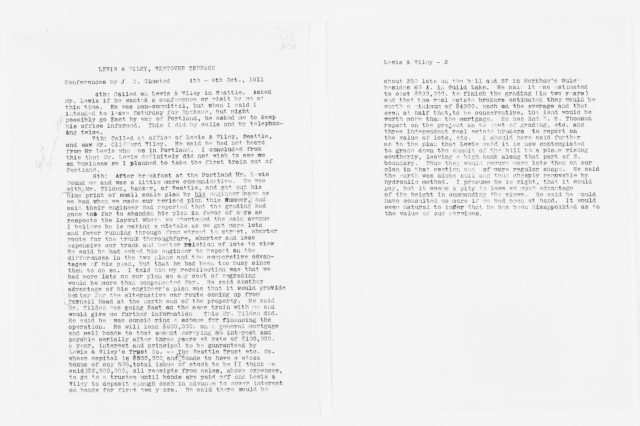 LEWIS & WILEY, WESTOVER TERRACE
Conferences by J. C. Olmsted 4th - 8th Oct., 1911
4th: Called on Lewis & Wiley in Seattle. Asked
Mr. Lewis if he wanted a conference or visit by me at
this time. He was non-committal, but when I said I
intended to leave Saturday for Spokane, but might
possibly go East by way of Portland, he asked me to keep
his office informed. This I did by calls and by telephon-
ing twice.
7th: Called at office of Lewis & Wiley, Seattle,
and saw Mr. Clifford Wiley. He said he had not heard
from Mr Lewis who was in Portland. I concluded from
this that Mr. Lewis definitely did not wish to see me
on business so I planned to take the first train out of
Portland.
8th: After breakfast at the Portland Mr. Lewis
found me and was a little more communicative. He was
with Mr. Tilden, banker, of Seattle, and got out his
blue print of small scale plan by his engineer (same as
we had when we made our revised plan this summer), and
said their engineer had reported that the grading had
gone too far to abandon his plan in favor of ours as
respects the layout where we shortened the main avenue
I believe he is making a mistake as we got more lots
and fewer running through from street to street, shorter
route for the trunk thoroughfare, shorter and less
expensive car track and better relation of lots to view
He said he had asked his engineer to report on the
differences in the two plans and the comparative advan-
tages of his plan, but that he had been too busy since
then to do so. I told him my recollection was that we
had more lots on our plan so any cost of regrading
would be more than compensated for. He said another
advantage of his engineer's plan was that it would provide
better for the alternative car route coming up from
Cornell Road at the north end of the property. He said
Mr. Tilden was going East on the same train with me and
would give me further information This Mr. Tilden did.
He said he was considering a scheme for financing the
operation. He will lend $600,000. on a general mortgage
and sell bonds to that amount carrying 6% interest and
payable serially after three years at rate of $100,000.
a year, interest and principal to be guaranteed by
Lewis & Wiley's Trust Co. -- The Seattle Trust etc. Co.
whose capital is $500,000 and bonds to have a stock
bonus of say 50%, total issue of stock to be (I think he
said) $2,500,000; all receipts from sales, above expenses,
to go to a trustee until bonds are paid off and Lewis &
Wiley to deposit enough cash in advance to cover interest
on bonds for first two years. He said there would be
Lewis & Wiley - 2
about 350 lots on the hill and 57 in Markham's Gulch
besides 60 A. in Guild Lake. He said it was estimated
to cost $800,000. to finish the grading (in two years)
and that two real estate brokers estimated they would be
worth a minimum of $4000. each on the average and that
even at half that, to be conservative, the land would be
worth more than the mortgage. He has had R. H. Thomson
report on the project as to cost of grading, etc. and
three independent real estate brokers to report on
the value of lots, etc. I should have said further
as to the plan that Lewis said it is now contemplated
to grade down the summit of the hill to a plane rising
southerly, leaving a high bank along that part of S.
boundary. Thus they would secure more lots than on our
plan in that section and of more regular shape. He said
the earth was sluice soil and thus cheaply removable by
hydraulic method. I presume he is right, that it would
pay, but it seems a pity to lose so much advantage
of the height in commanding the views. He said he would
have consulted us more if we had been at hand. It would
seem natural to infer that he has been disappointed as to
the value of our services.